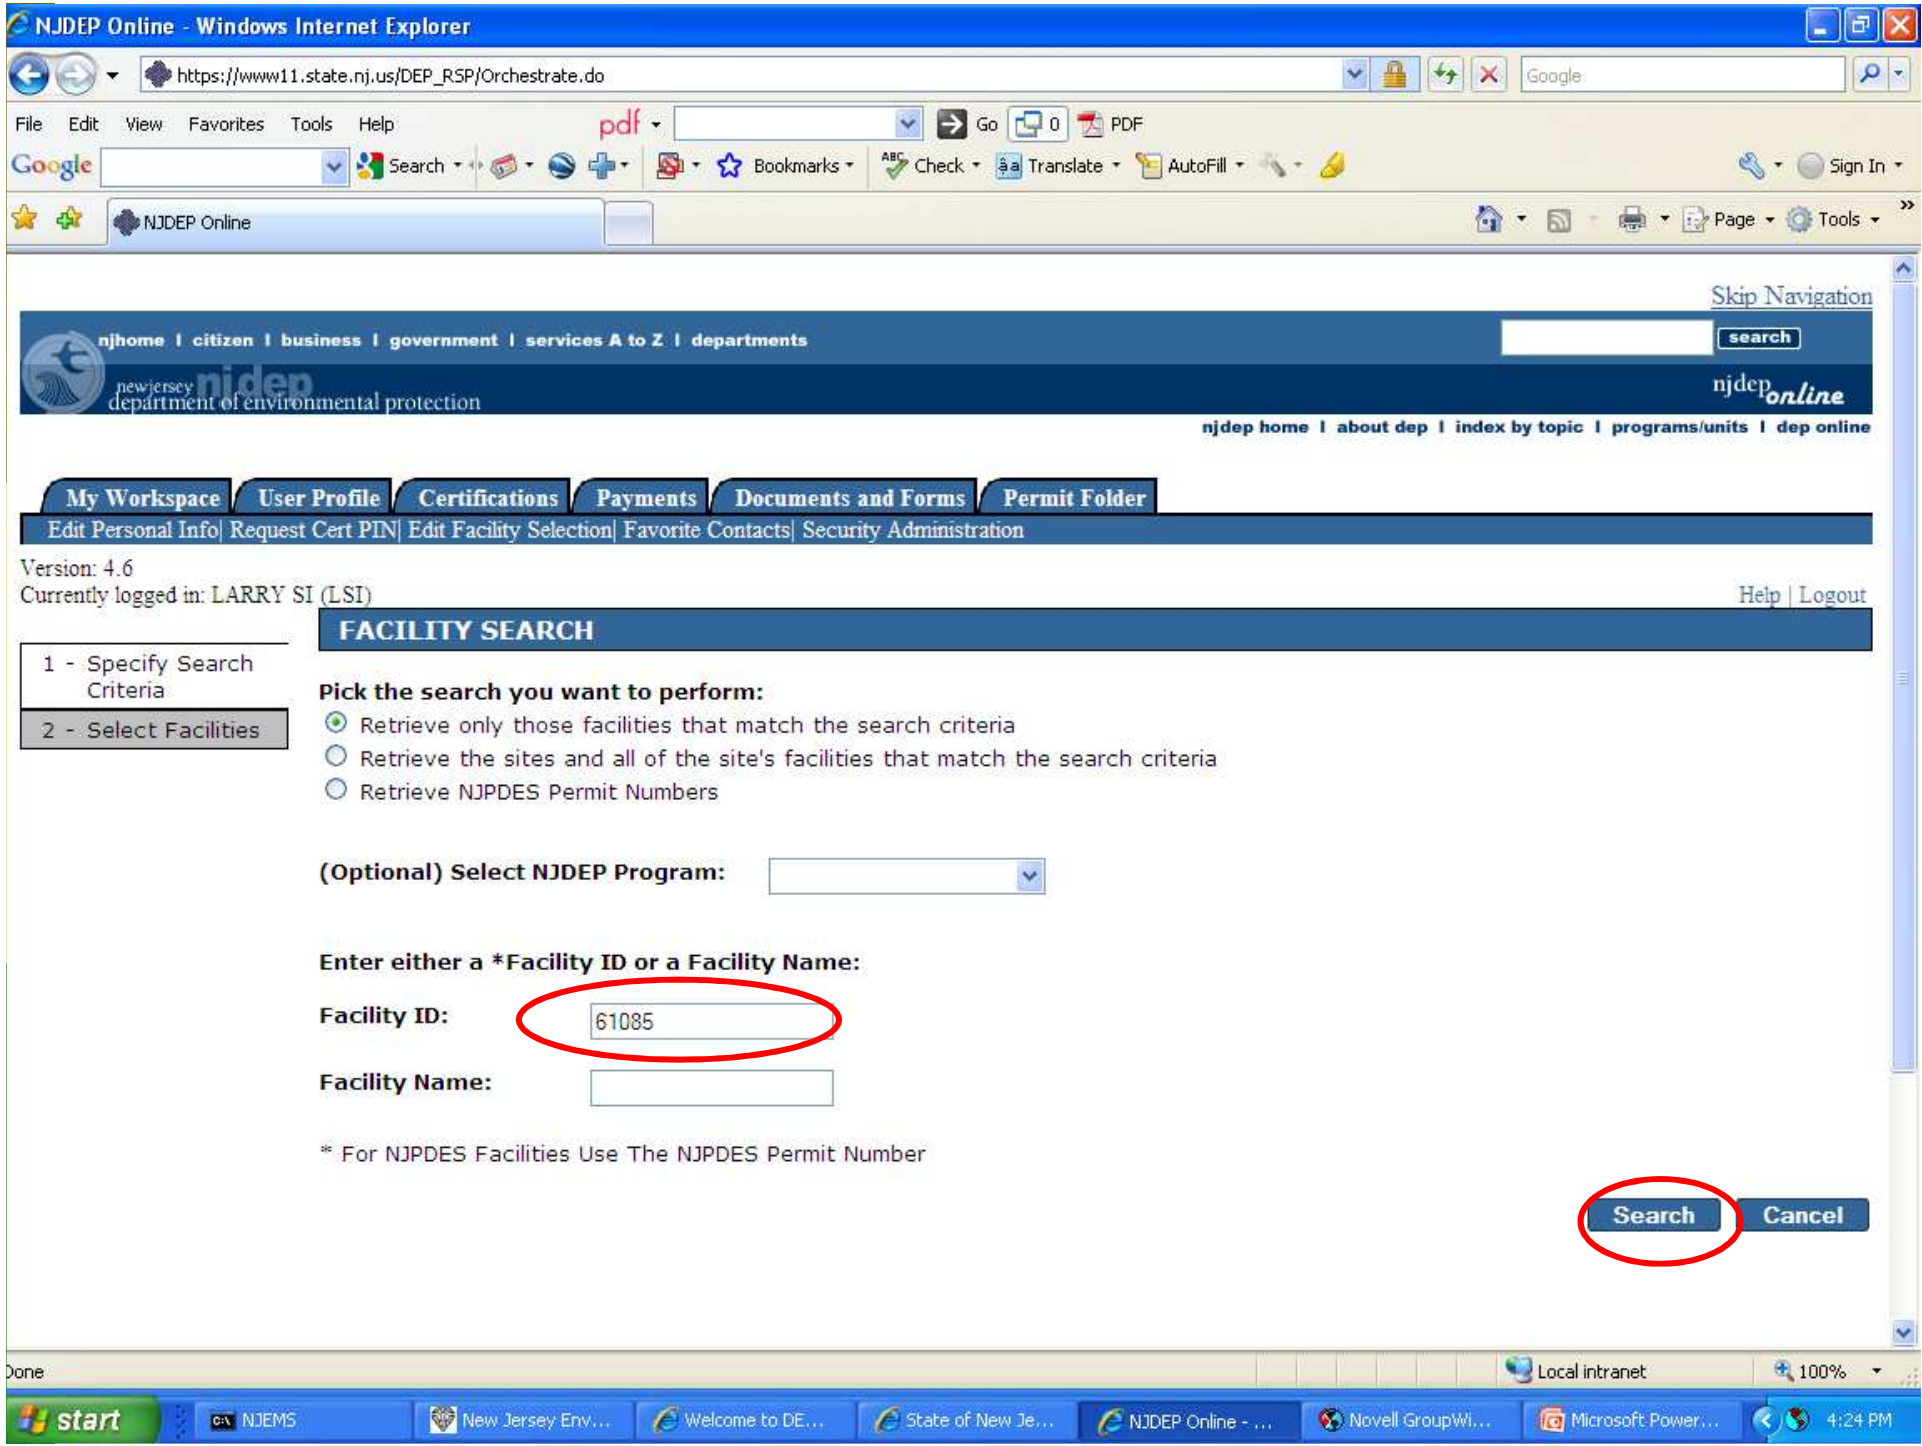 NJDEP Online - Windows Internet Explorer
https://www11.state.nj.us/DEP_RSP/Orchestrate.do Google
File Edit View Favorites Tools Help pdf Go 0 PDF
Google Search Bookmarks ABC Check âa Translate AutoFill Sign In
NJDEP Online Page Tools »
Skip Navigation
njhome I citizen I business I government I services A to Z I departments search
newjersey njdep
department of environmental protection
njdep online
njdep home I about dep I index by topic I programs/units I dep online
My Workspace User Profile Certifications Payments Documents and Forms Permit Folder
Edit Personal Info| Request Cert PIN| Edit Facility Selection| Favorite Contacts| Security Administration
Version: 4.6
Currently logged in: LARRY SI (LSI) Help | Logout
FACILITY SEARCH
1 - Specify Search
Criteria
2 - Select Facilities
Pick the search you want to perform:
Retrieve only those facilities that match the search criteria
Retrieve the sites and all of the site's facilities that match the search criteria
Retrieve NJPDES Permit Numbers
(Optional) Select NJDEP Program:
Enter either a *Facility ID or a Facility Name:
Facility ID: 61085
Facility Name:
* For NJPDES Facilities Use The NJPDES Permit Number
Search Cancel
Done Local intranet 100%
start NJEMS New Jersey Env... Welcome to DE... State of New Je... NJDEP Online - ... Novell GroupWi... Microsoft Power... 4:24 PM